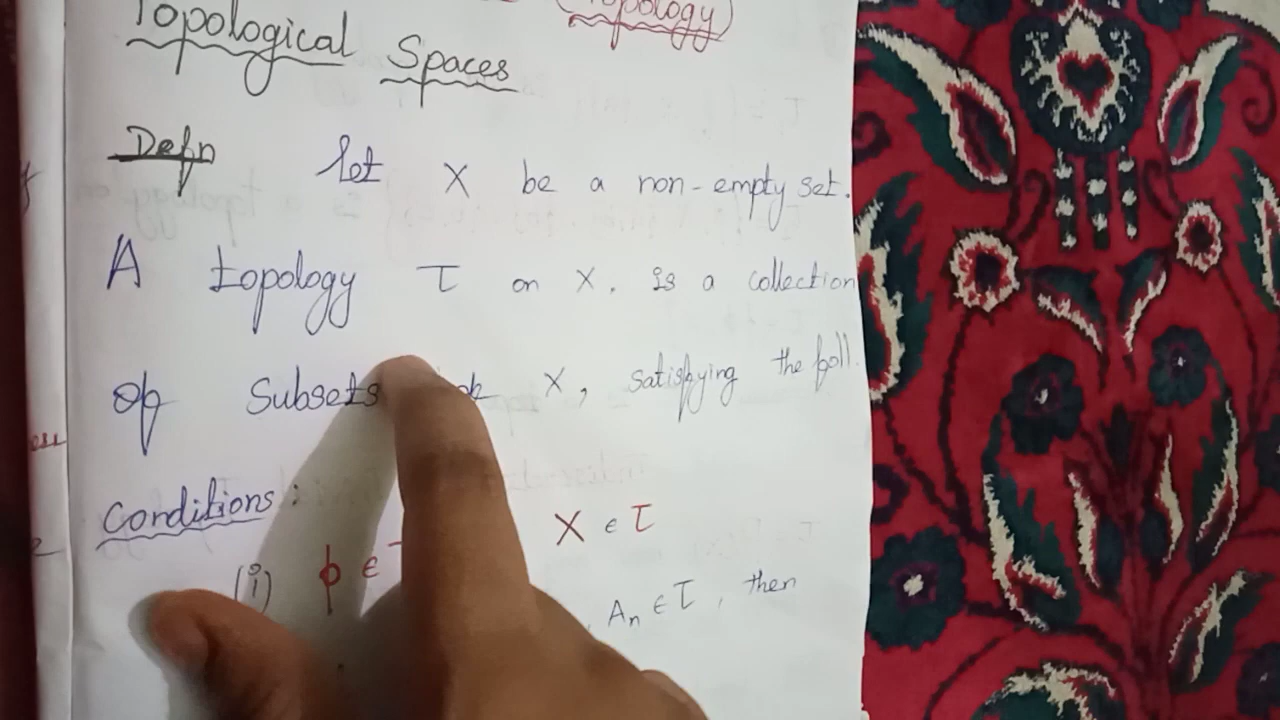 (Topology)
Topological Spaces
Defn Let X be a non-empty set.
A topology τ on X, is a collection
of Subsets of X, satisfying the foll.
Conditions:
(i) ϕ ∈ X ∈ τ
An ∈ τ, then